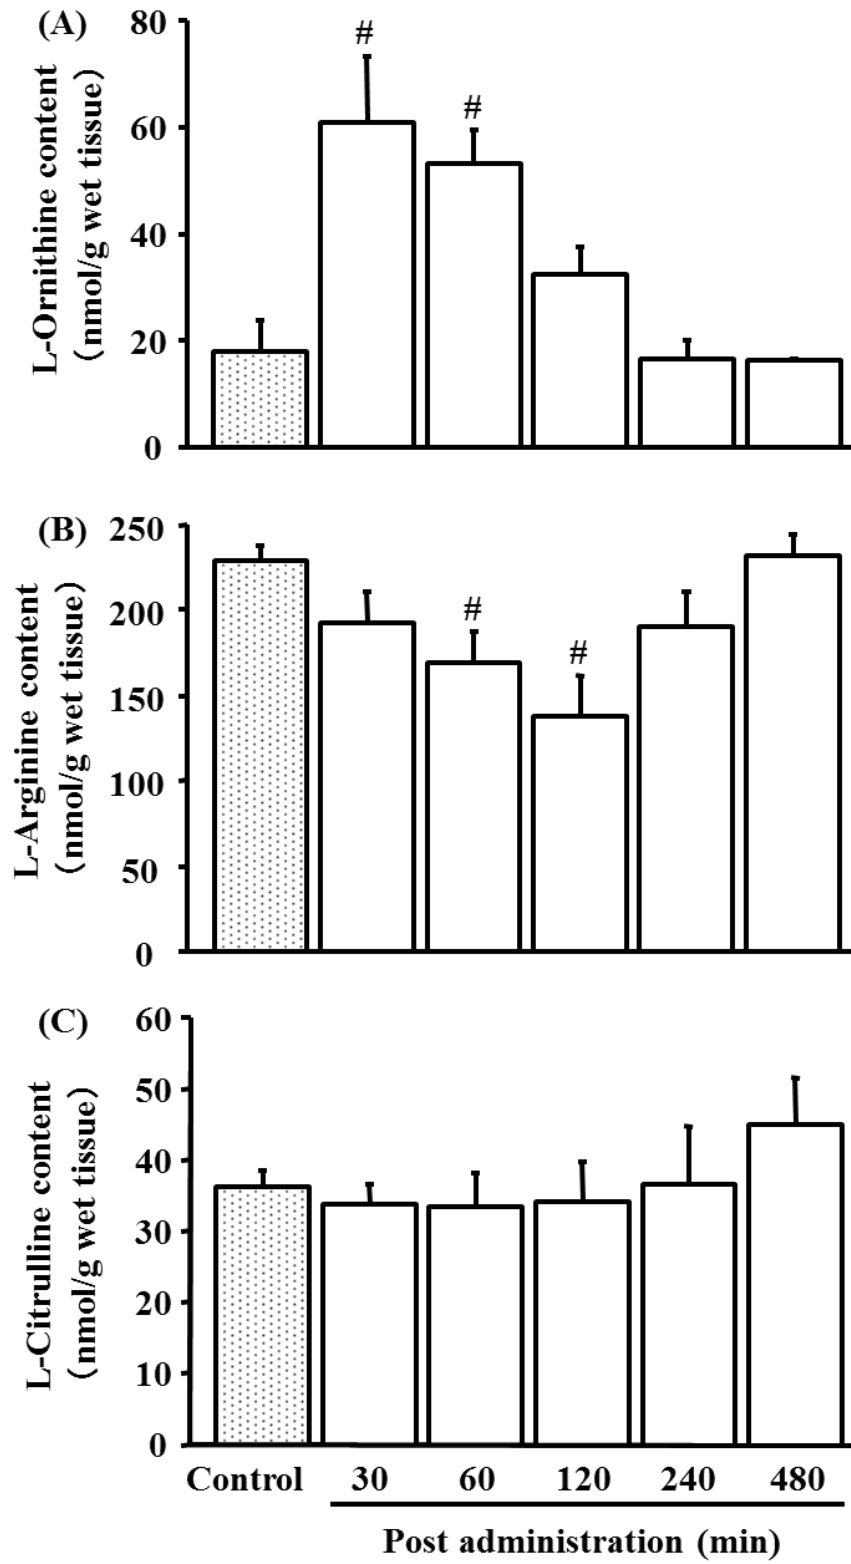 (A)
L-Ornithine content
(nmol/g wet tissue)
80
60
40
20
0
#
#
(B)
L-Arginine content
(nmol/g wet tissue)
250
200
150
100
50
0
#
#
(C)
L-Citrulline content
(nmol/g wet tissue)
60
50
40
30
20
10
0
Control 30 60 120 240 480
Post administration (min)